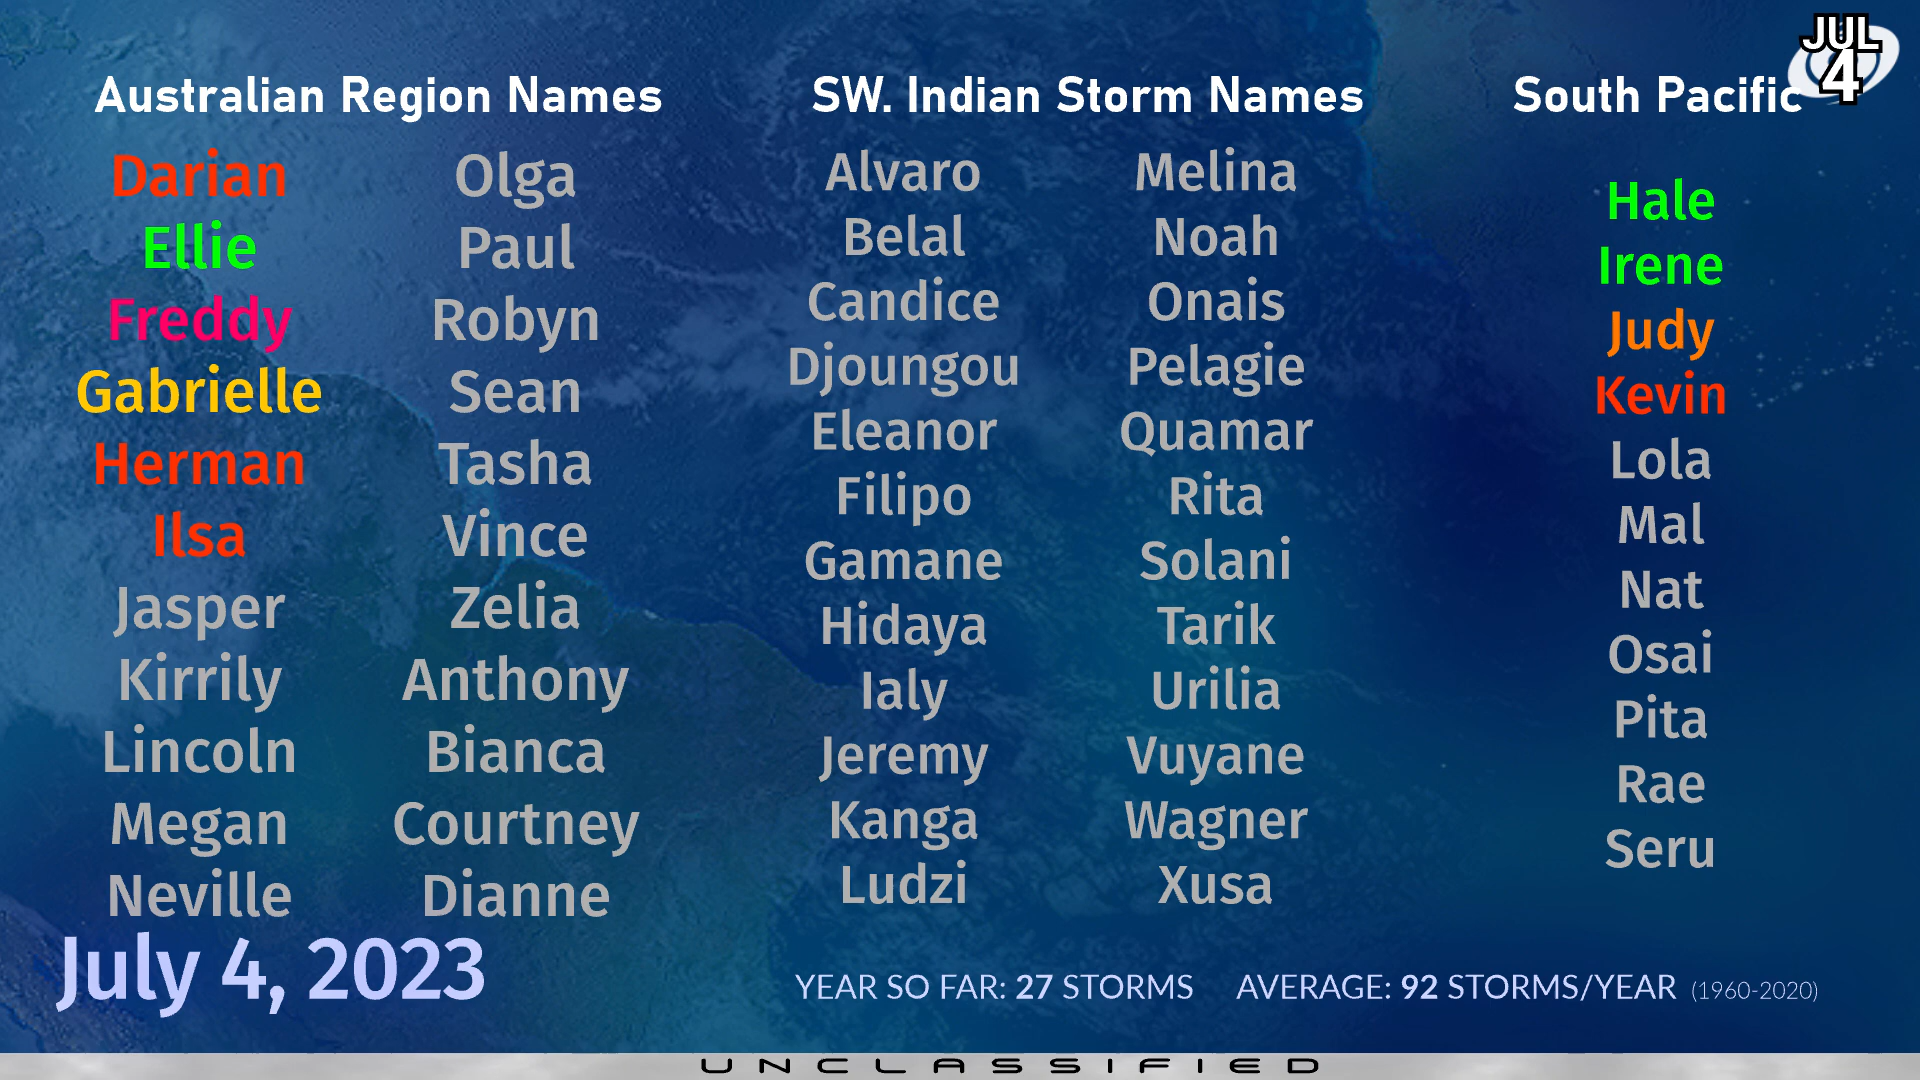 JUL
4
Australian Region Names
Darian
Ellie
Freddy
Gabrielle
Herman
Ilsa
Jasper
Kirrily
Lincoln
Megan
Neville
Olga
Paul
Robyn
Sean
Tasha
Vince
Zelia
Anthony
Bianca
Courtney
Dianne
SW. Indian Storm Names
Alvaro
Belal
Candice
Djoungou
Eleanor
Filipo
Gamane
Hidaya
Ialy
Jeremy
Kanga
Ludzi
Melina
Noah
Onais
Pelagie
Quamar
Rita
Solani
Tarik
Urilia
Vuyane
Wagner
Xusa
South Pacific
Hale
Irene
Judy
Kevin
Lola
Mal
Nat
Osai
Pita
Rae
Seru
July 4, 2023
YEAR SO FAR: 27 STORMS AVERAGE: 92 STORMS/YEAR (1960-2020)
UNCLASSIFIED